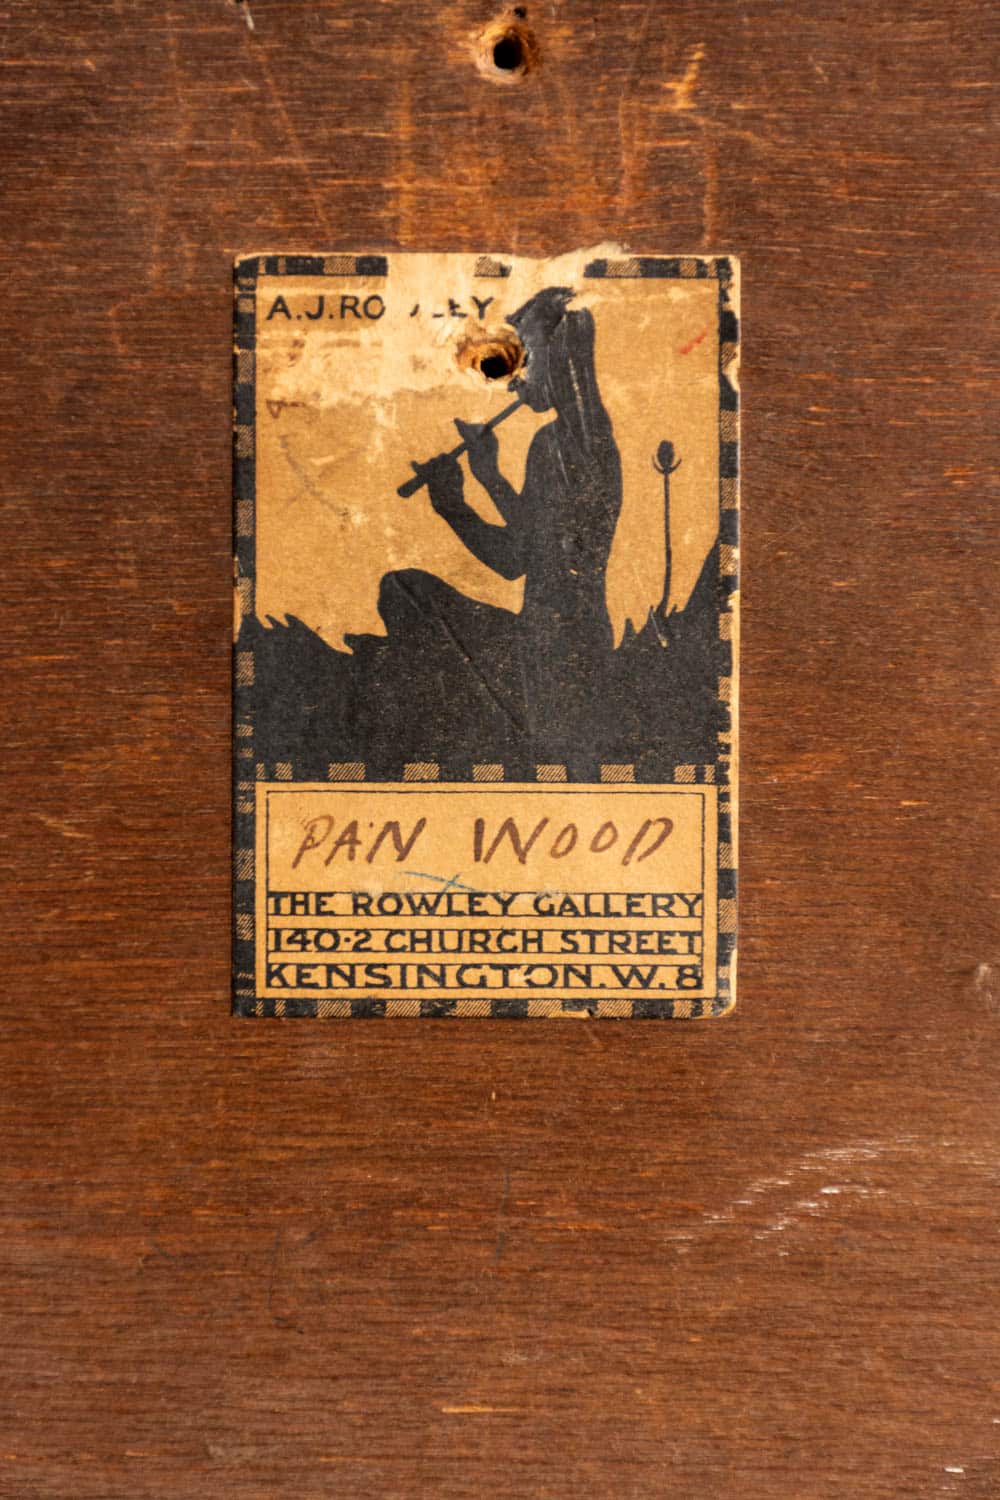 A.J.RO LEY
PAN WOOD
THE ROWLEY GALLERY
140-2 CHURCH STREET
KENSINGTON.W.8